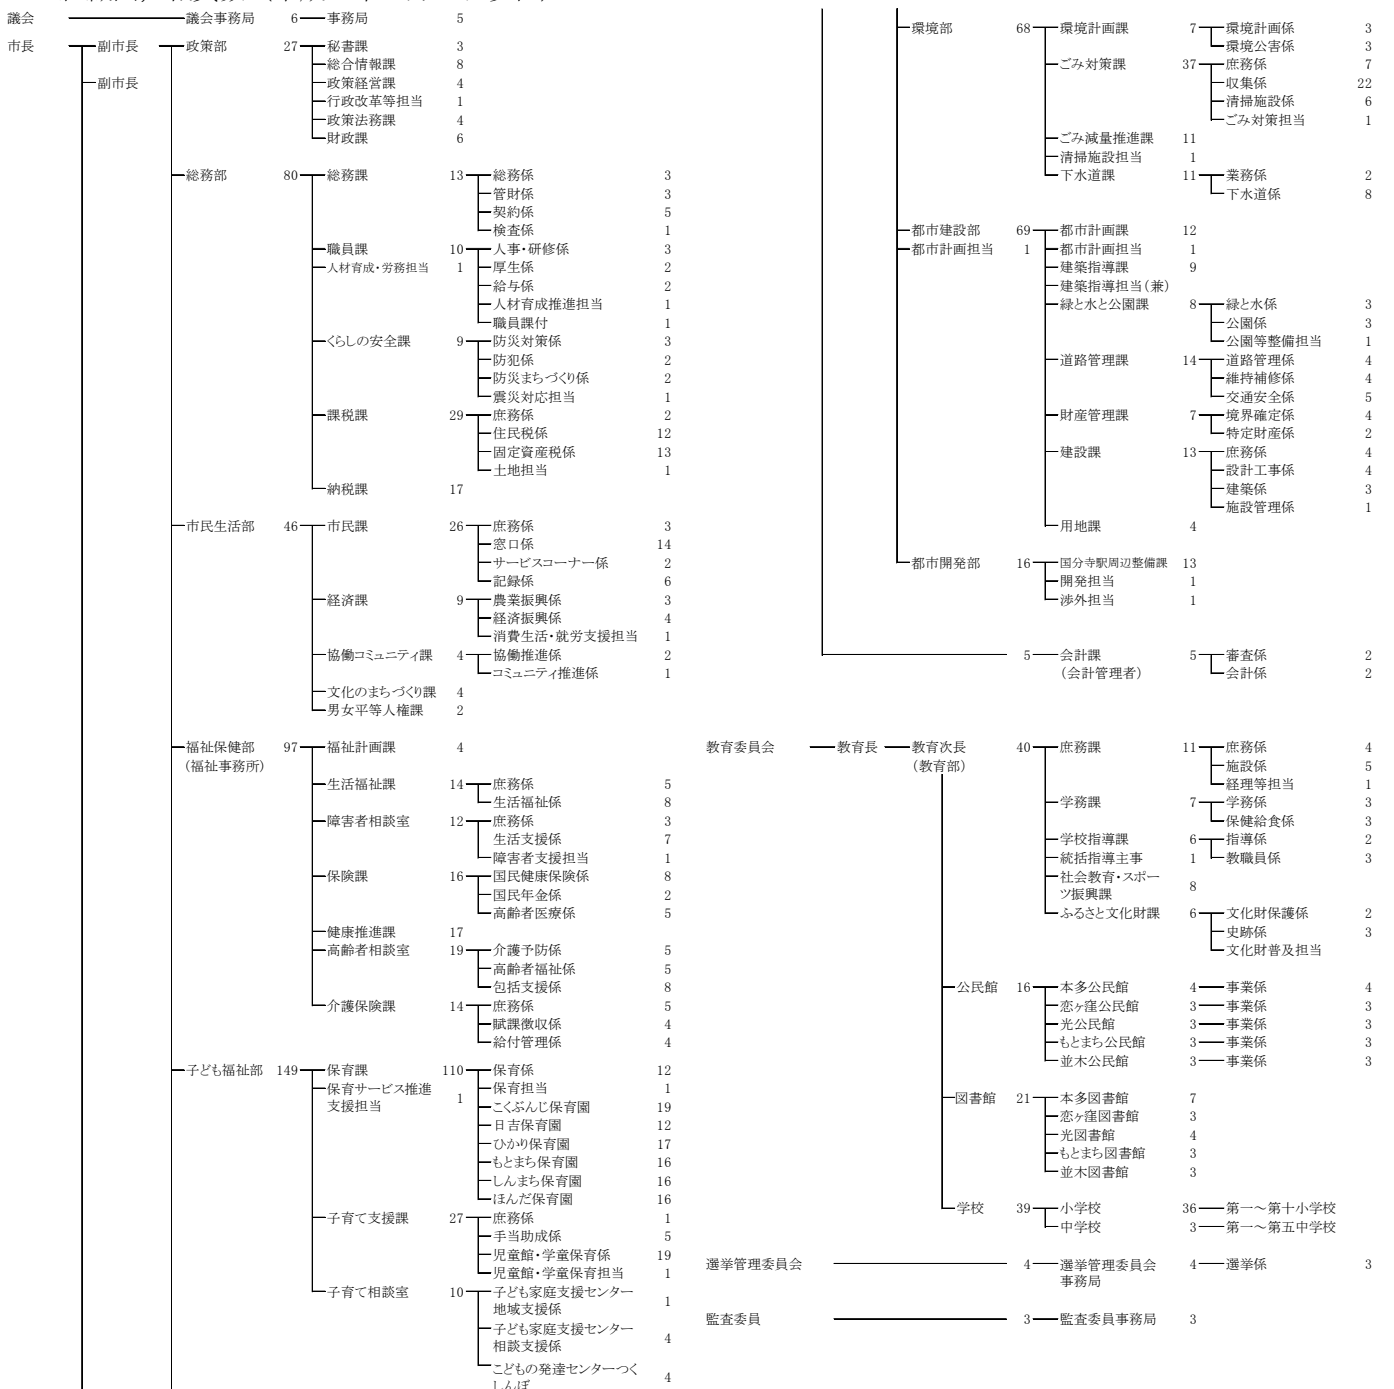 議会 議会事務局 6 事務局 5
市長 副市長 政策部 27 秘書課 3
総合情報課 8
副市長 政策経営課 4
行政改革等担当 1
政策法務課 4
財政課 6
総務部 80 総務課 13 総務係 3
管財係 3
契約係 5
検査係 1
職員課 10 人事・研修係 3
人材育成・労務担当 1 厚生係 2
給与係 2
人材育成推進担当 1
職員課付 1
くらしの安全課 9 防災対策係 3
防犯係 2
防災まちづくり係 2
震災対応担当 1
課税課 29 庶務係 2
住民税係 12
固定資産税係 13
土地担当 1
納税課 17
市民生活部 46 市民課 26 庶務係 3
窓口係 14
サービスコーナー係 2
記録係 6
経済課 9 農業振興係 3
経済振興係 4
消費生活・就労支援担当 1
協働コミュニティ課 4 協働推進係 2
コミュニティ推進係 1
文化のまちづくり課 4
男女平等人権課 2
福祉保健部 97 福祉計画課 4
(福祉事務所)
生活福祉課 14 庶務係 5
生活福祉係 8
障害者相談室 12 庶務係 3
生活支援係 7
障害者支援担当 1
保険課 16 国民健康保険係 8
国民年金係 2
高齢者医療係 5
健康推進課 17
高齢者相談室 19 介護予防係 5
高齢者福祉係 5
包括支援係 8
介護保険課 14 庶務係 5
賦課徴収係 4
給付管理係 4
子ども福祉部 149 保育課 110 保育係 12
保育サービス推進 保育担当 1
支援担当 1 こくぶんじ保育園 19
日吉保育園 12
ひかり保育園 17
もとまち保育園 16
しんまち保育園 16
ほんだ保育園 16
子育て支援課 27 庶務係 1
手当助成係 5
児童館・学童保育係 19
児童館・学童保育担当 1
子育て相談室 10 子ども家庭支援センター
地域支援係 1
子ども家庭支援センター
相談支援係 4
こどもの発達センターつく
しんぼ 4
環境部 68 環境計画課 7 環境計画係 3
環境公害係 3
ごみ対策課 37 庶務係 7
収集係 22
清掃施設係 6
ごみ対策担当 1
ごみ減量推進課 11
清掃施設担当 1
下水道課 11 業務係 2
下水道係 8
都市建設部 69 都市計画課 12
都市計画担当 1 都市計画担当 1
建築指導課 9
建築指導担当(兼)
緑と水と公園課 8 緑と水係 3
公園係 3
公園等整備担当 1
道路管理課 14 道路管理係 4
維持補修係 4
交通安全係 5
財産管理課 7 境界確定係 4
特定財産係 2
建設課 13 庶務係 4
設計工事係 4
建築係 3
施設管理係 1
用地課 4
都市開発部 16 国分寺駅周辺整備課 13
開発担当 1
渉外担当 1
5 会計課 5 審査係 2
(会計管理者) 会計係 2
教育委員会 教育長 教育次長 40 庶務課 11 庶務係 4
(教育部) 施設係 5
経理等担当 1
学務課 7 学務係 3
保健給食係 3
学校指導課 6 指導係 2
統括指導主事 1 教職員係 3
社会教育・スポー
ツ振興課 8
ふるさと文化財課 6 文化財保護係 2
史跡係 3
文化財普及担当
公民館 16 本多公民館 4 事業係 4
恋ヶ窪公民館 3 事業係 3
光公民館 3 事業係 3
もとまち公民館 3 事業係 3
並木公民館 3 事業係 3
図書館 21 本多図書館 7
恋ヶ窪図書館 3
光図書館 4
もとまち図書館 3
並木図書館 3
学校 39 小学校 36 第一～第十小学校
中学校 3 第一～第五中学校
選挙管理委員会 4 選挙管理委員会 4 選挙係 3
事務局
監査委員 3 監査委員事務局 3